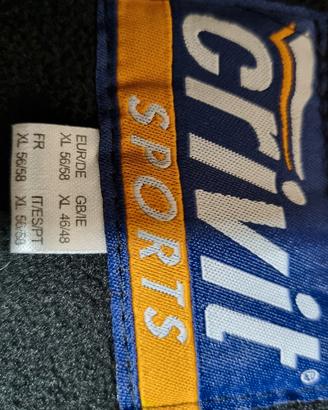 crivit®
SPORTS
EUR/DE GB/IE
XL 56/58 XL 46/48
FR IT/ES/PT
XL 56/58 XL 56/58